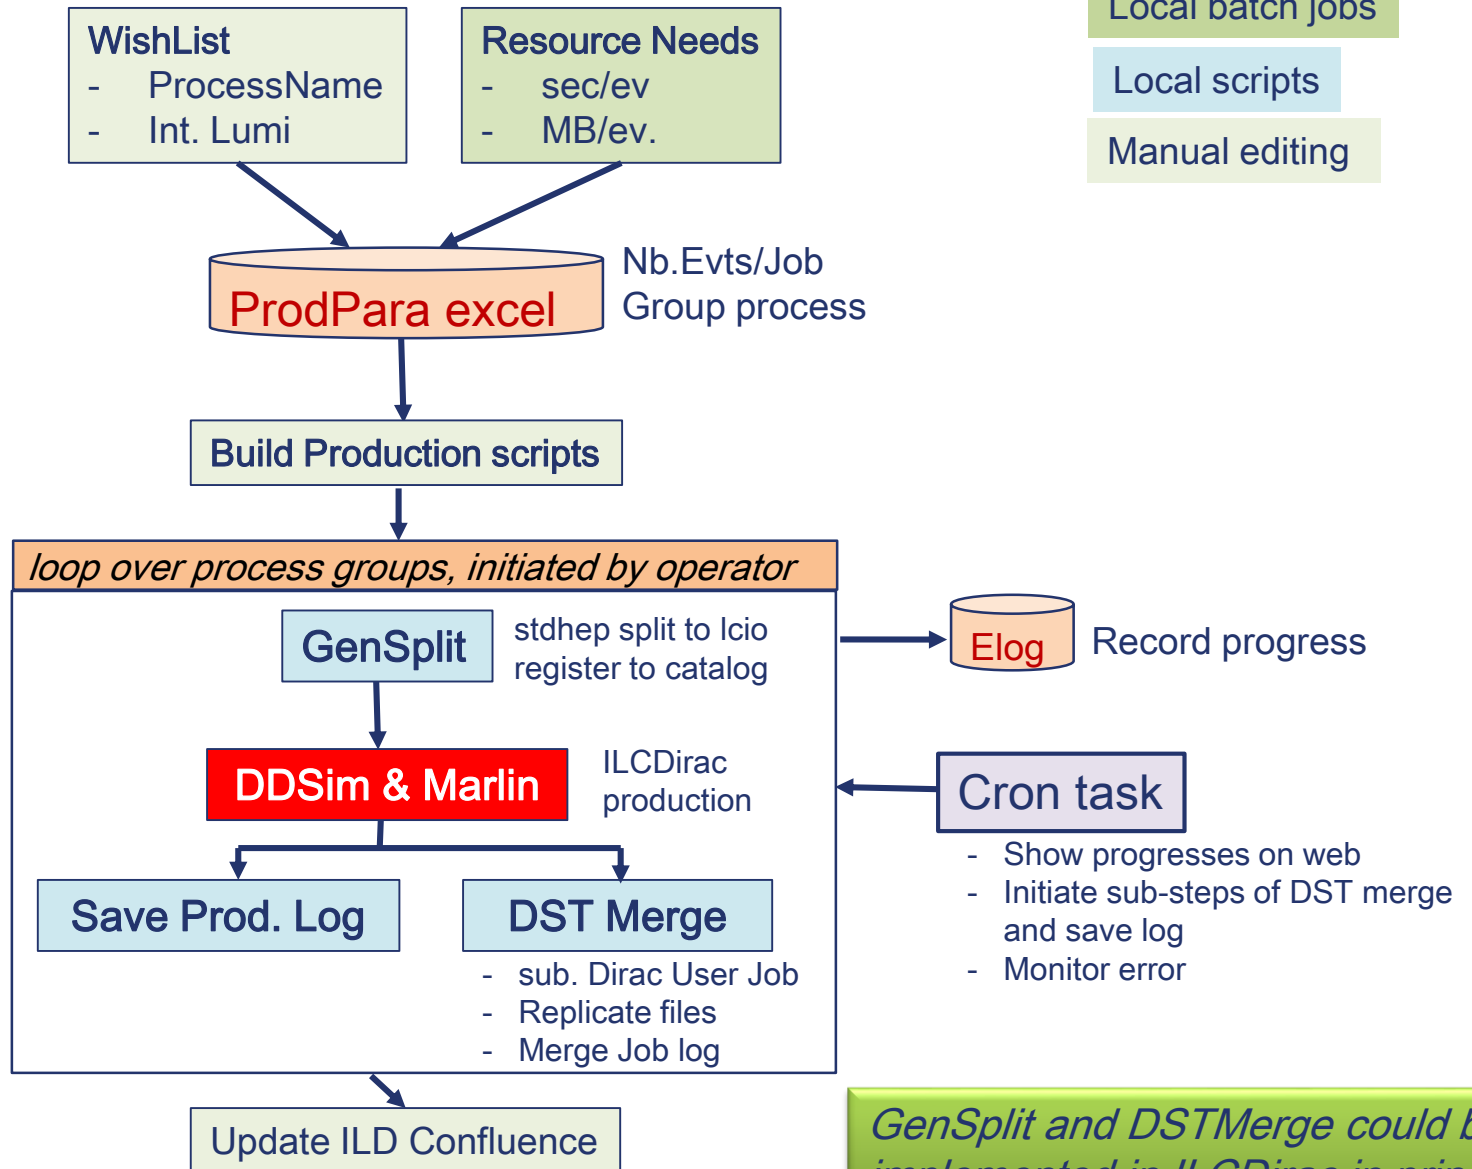 Local batch jobs
Local scripts
Manual editing
WishList
- ProcessName
- Int. Lumi
Resource Needs
- sec/ev
- MB/ev.
ProdPara excel
Nb.Evts/Job
Group process
Build Production scripts
loop over process groups, initiated by operator
GenSplit
stdhep split to lcio
register to catalog
DDSim & Marlin
ILCDirac
production
Save Prod. Log
DST Merge
- sub. Dirac User Job
- Replicate files
- Merge Job log
Elog
Record progress
Cron task
- Show progresses on web
- Initiate sub-steps of DST merge
and save log
- Monitor error
Update ILD Confluence
GenSplit and DSTMerge could
implemented in ILCDirac in